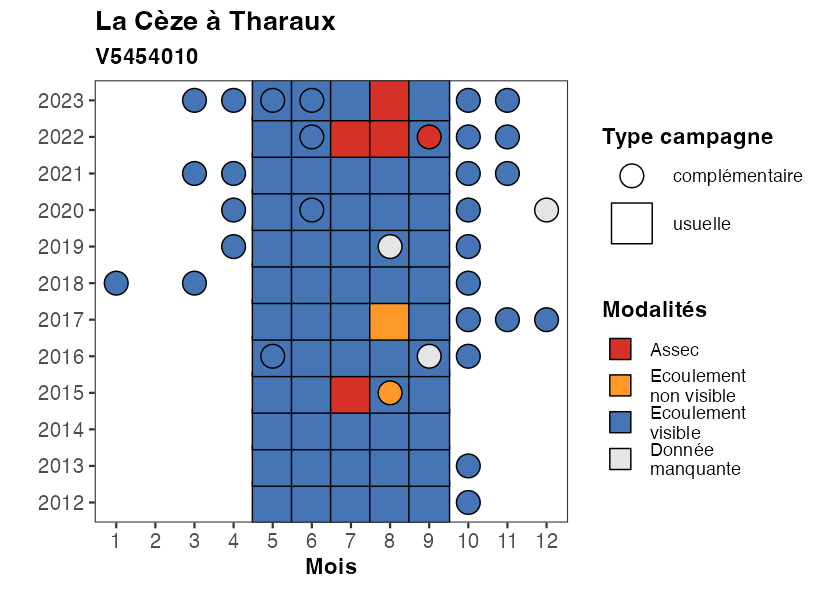 La Cèze à Tharaux
V5454010
2023
2022
2021
2020
2019
2018
2017
2016
2015
2014
2013
2012
1 2 3 4 5 6 7 8 9 10 11 12
Mois
Type campagne
complémentaire
usuelle
Modalités
Assec
Ecoulement
non visible
Ecoulement
visible
Donnée
manquante